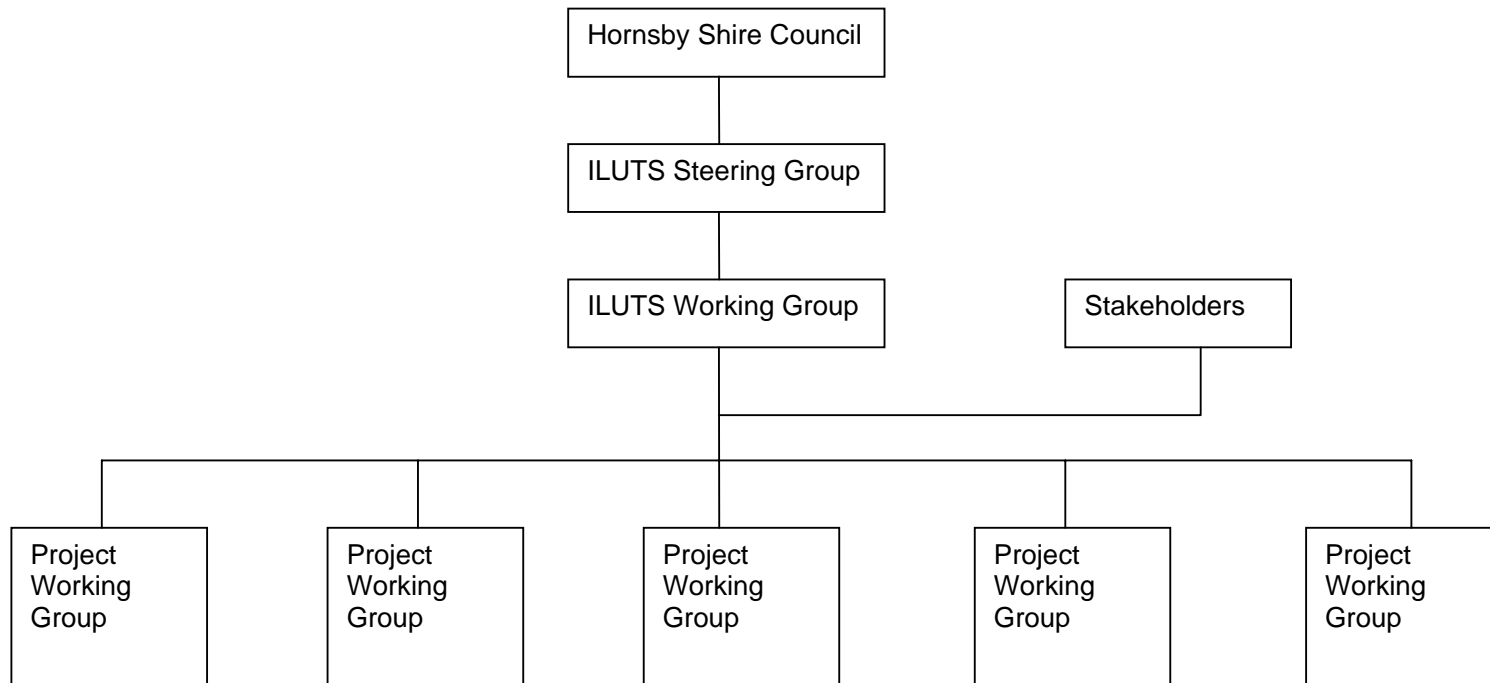 Hornsby Shire Council
ILUTS Steering Group
ILUTS Working Group
Stakeholders
Project
Working
Group
Project
Working
Group
Project
Working
Group
Project
Working
Group
Project
Working
Group